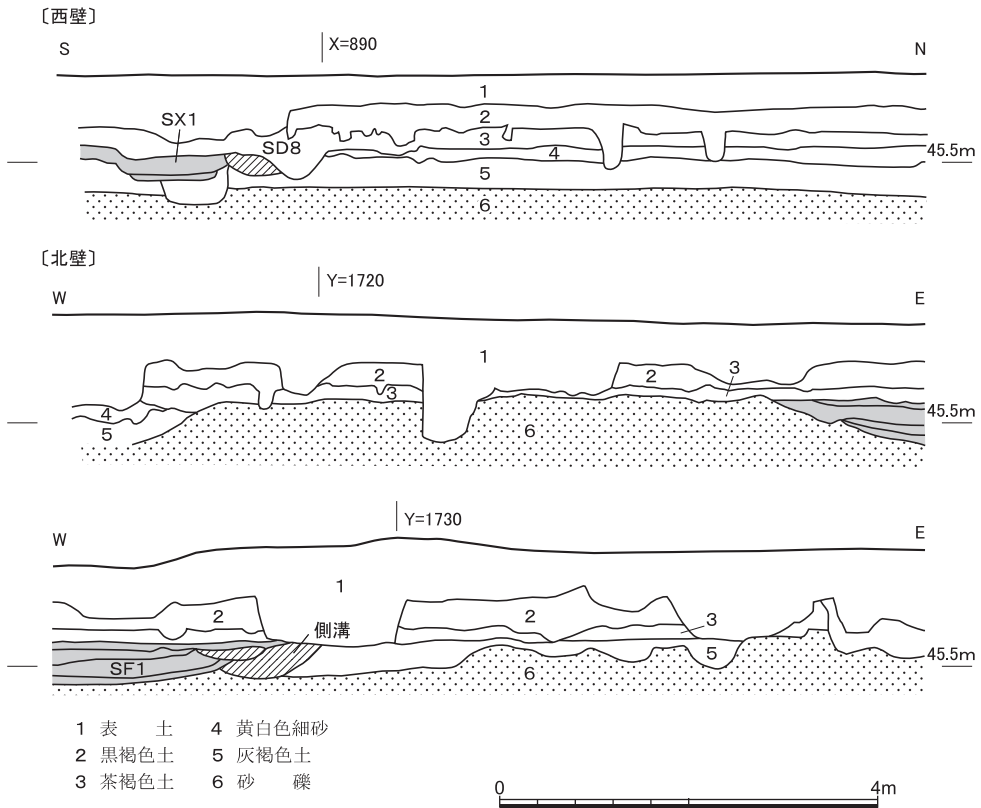 〔西壁〕
S
X=890
N
1
2
SX1
SD8
3
4
45.5m
5
6
〔北壁〕
W
Y=1720
E
1
2
3
2
3
4
5
6
45.5m
W
Y=1730
E
1
2
側溝
2
3
SF1
5
6
45.5m
1 表　土
2 黒褐色土
3 茶褐色土
4 黄白色細砂
5 灰褐色土
6 砂　礫
0
4m